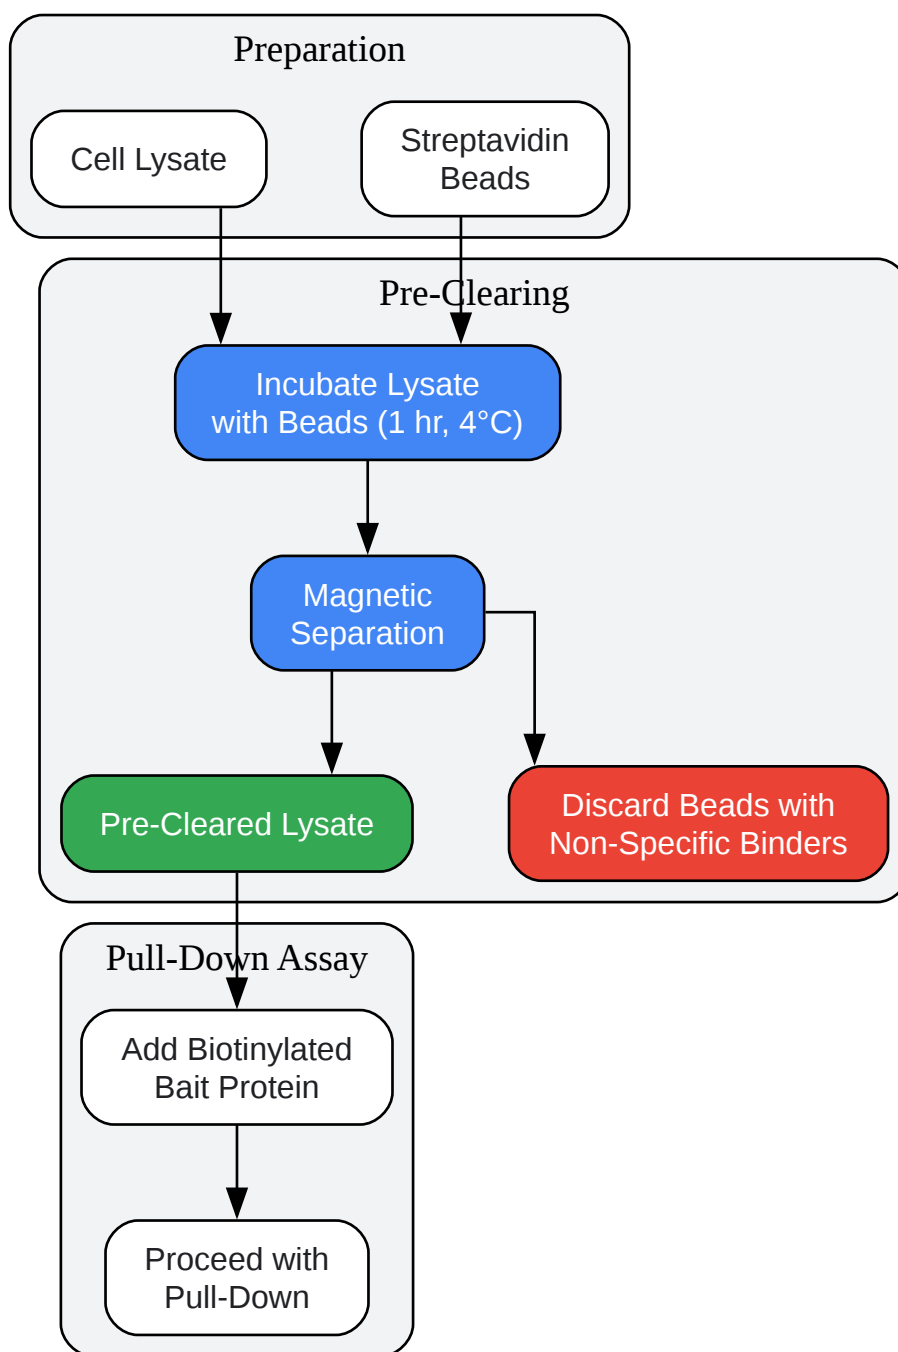 Preparation
Cell Lysate
Streptavidin
Beads
Pre-Clearing
Incubate Lysate
with Beads (1 hr, 4°C)
Magnetic
Separation
Pre-Cleared Lysate
Discard Beads with
Non-Specific Binders
Pull-Down Assay
Add Biotinylated
Bait Protein
Proceed with
Pull-Down